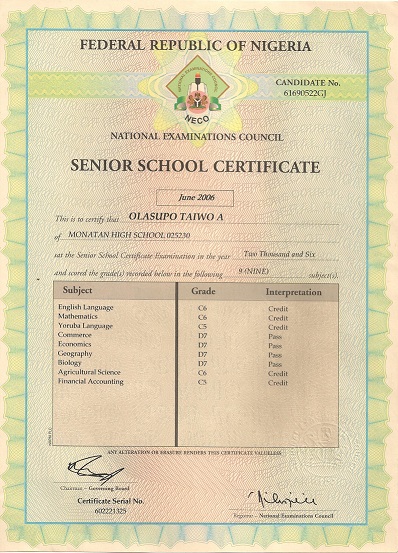 FEDERAL REPUBLIC OF NIGERIA
CANDIDATE No.
61690522GJ
NECO
NATIONAL EXAMINATIONS COUNCIL
SENIOR SCHOOL CERTIFICATE
June 2006
This is to certify that OLASUPO TAIWO A
of MONATAN HIGH SCHOOL 025230
sat the Senior School Certificate Examination in the year Two Thousand and Six
and scored the grade(s) recorded below in the following 9 (NINE) subject(s).
Subject Grade Interpretation
English Language C6 Credit
Mathematics C6 Credit
Yoruba Language C5 Credit
Commerce D7 Pass
Economics D7 Pass
Geography D7 Pass
Biology D7 Pass
Agricultural Science C6 Credit
Financial Accounting C5 Credit
ANY ALTERATION OR ERASURE RENDERS THIS CERTIFICATE VALUELESS
Chairman – Governing Board
Certificate Serial No.
602221325
Registrar – National Examinations Council